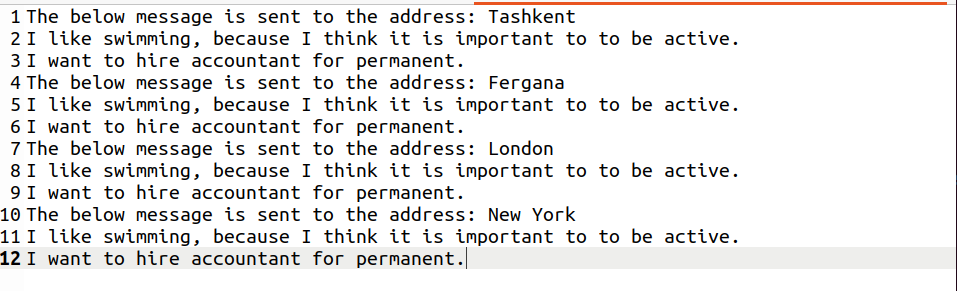 1 The below message is sent to the address: Tashkent
2 I like swimming, because I think it is important to to be active.
3 I want to hire accountant for permanent.
4 The below message is sent to the address: Fergana
5 I like swimming, because I think it is important to to be active.
6 I want to hire accountant for permanent.
7 The below message is sent to the address: London
8 I like swimming, because I think it is important to to be active.
9 I want to hire accountant for permanent.
10 The below message is sent to the address: New York
11 I like swimming, because I think it is important to to be active.
12 I want to hire accountant for permanent.